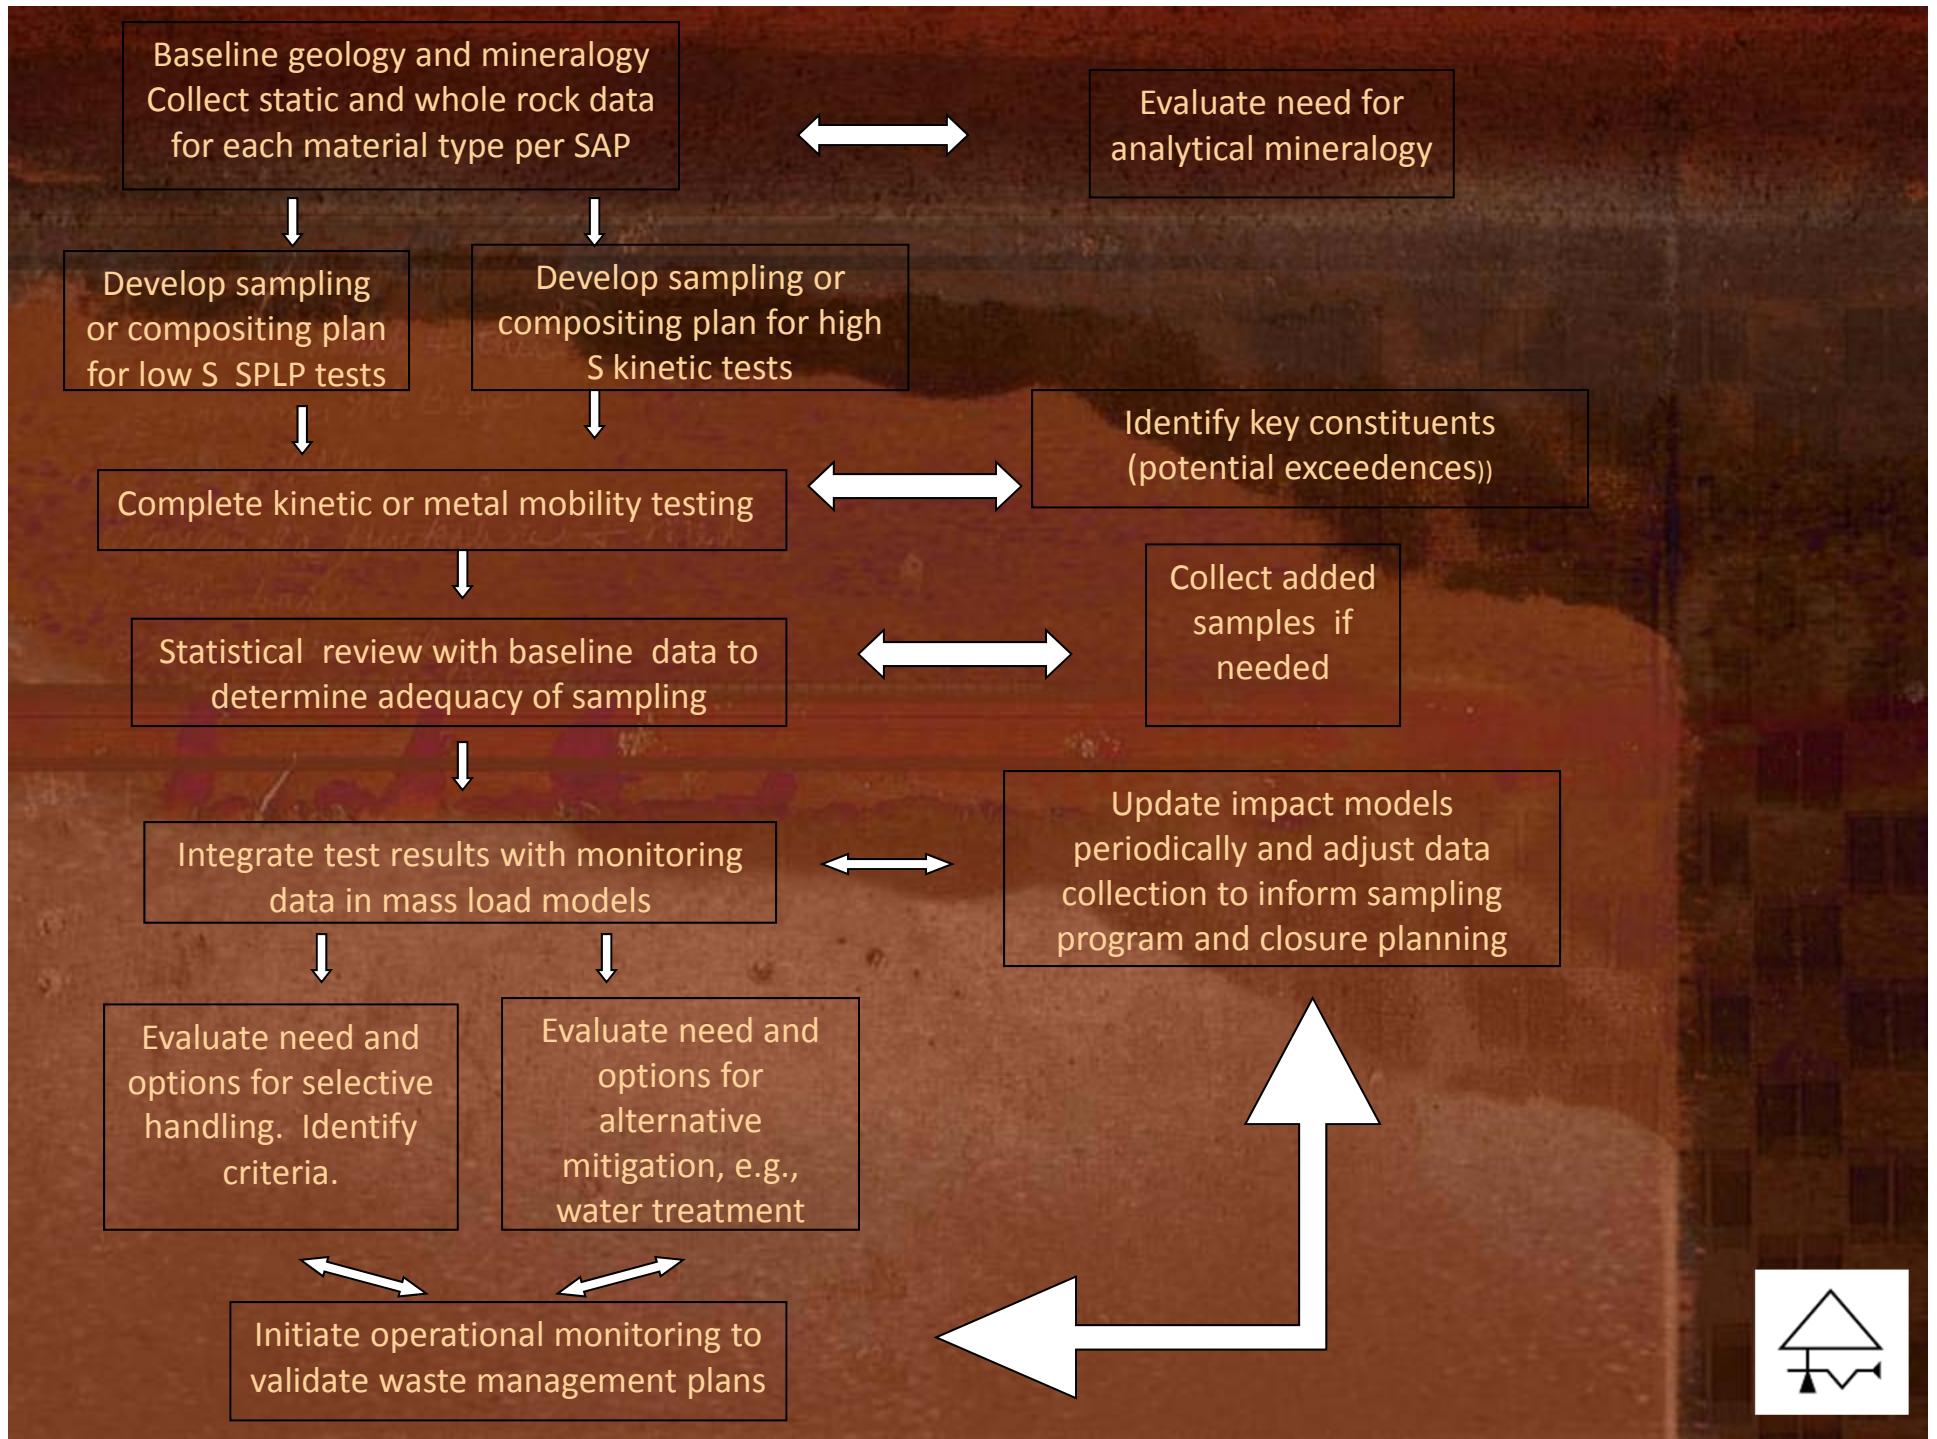 Baseline geology and mineralogy
Collect static and whole rock data
for each material type per SAP
Evaluate need for
analytical mineralogy
Develop sampling
or compositing plan
for low S  SPLP tests
Develop sampling or
compositing plan for high
S kinetic tests
Identify key constituents
(potential exceedences))
Complete kinetic or metal mobility testing
Collect added
samples  if
needed
Statistical  review with baseline  data to
determine adequacy of sampling
Update impact models
periodically and adjust data
collection to inform sampling
program and closure planning
Integrate test results with monitoring
data in mass load models
Evaluate need and
options for selective
handling.  Identify
criteria.
Evaluate need and
options for
alternative
mitigation, e.g.,
water treatment
Initiate operational monitoring to
validate waste management plans